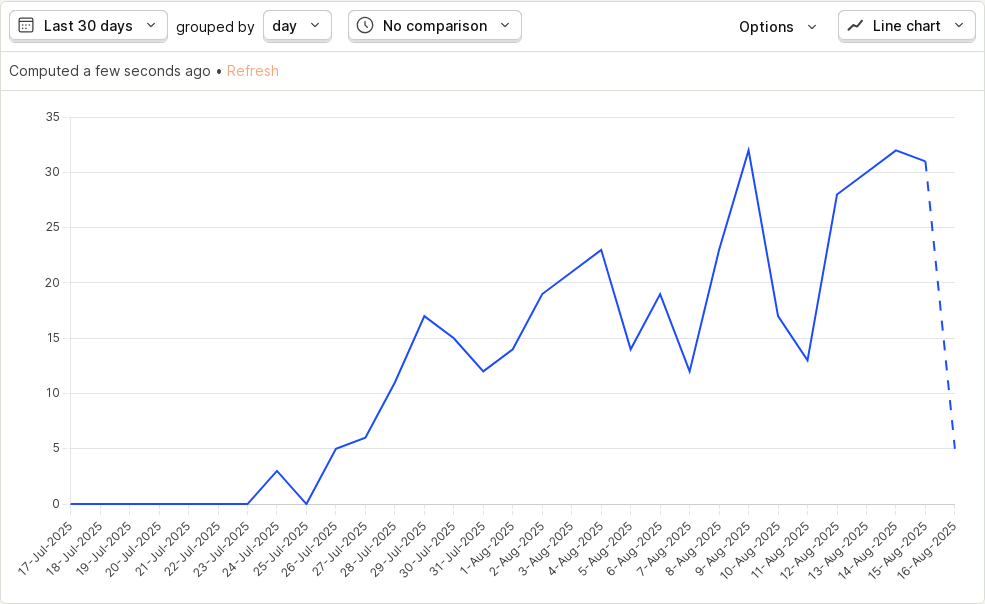 Last 30 days grouped by day No comparison Options Line chart
Computed a few seconds ago • Refresh
35
30
25
20
15
10
5
0
17-Jul-2025
18-Jul-2025
19-Jul-2025
20-Jul-2025
21-Jul-2025
22-Jul-2025
23-Jul-2025
24-Jul-2025
25-Jul-2025
26-Jul-2025
27-Jul-2025
28-Jul-2025
29-Jul-2025
30-Jul-2025
31-Jul-2025
1-Aug-2025
2-Aug-2025
3-Aug-2025
4-Aug-2025
5-Aug-2025
6-Aug-2025
7-Aug-2025
8-Aug-2025
9-Aug-2025
10-Aug-2025
11-Aug-2025
12-Aug-2025
13-Aug-2025
14-Aug-2025
15-Aug-2025
16-Aug-2025